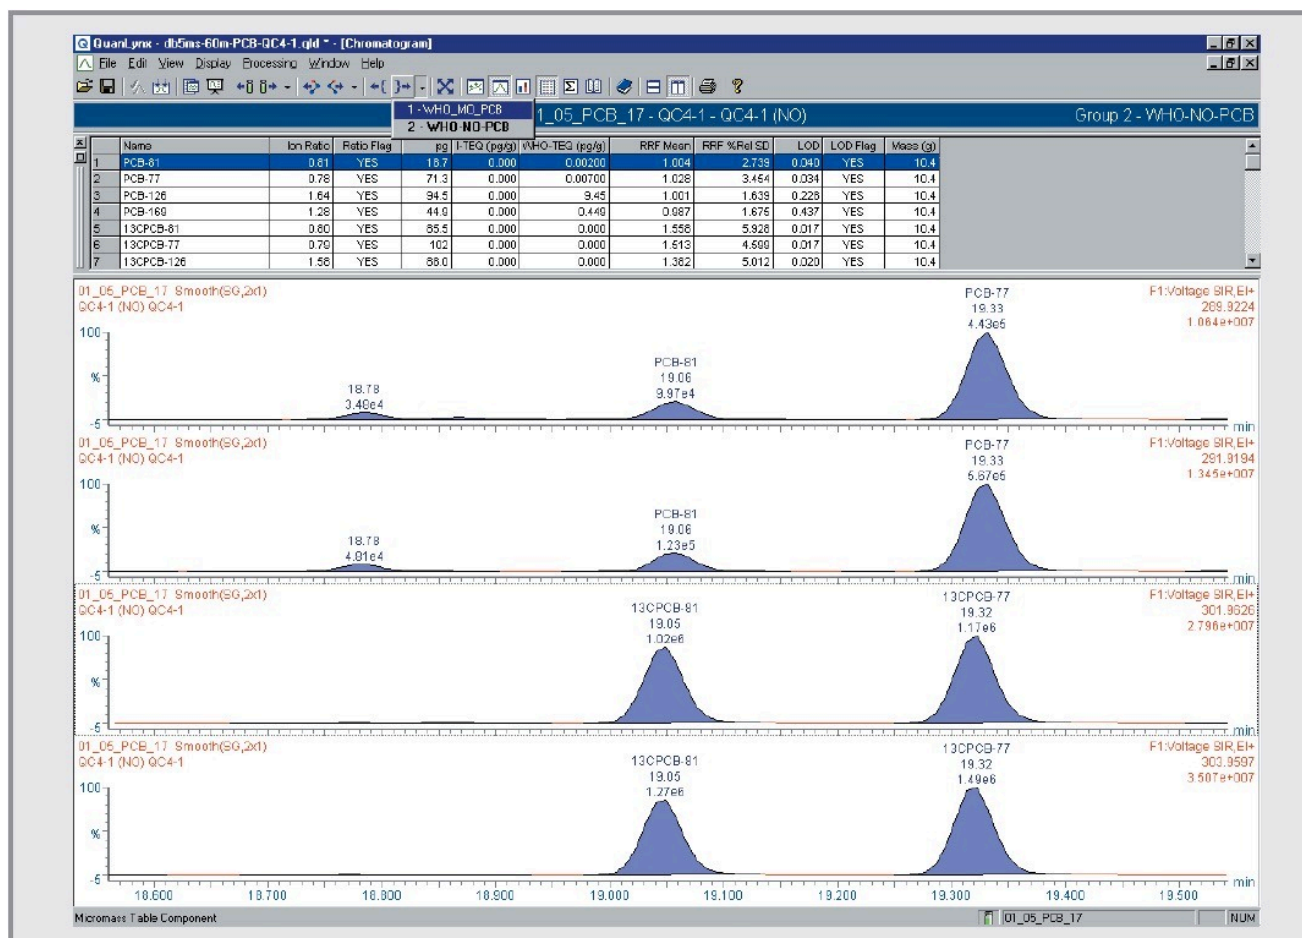 QuanLynx - db5ms-60m-PCB-QC4-1.qld * - [Chromatogram]
File Edit View Display Processing Window Help
1 - WHO_MO_PCB
2 - WHO-NO-PCB
1_05_PCB_17 - QC4-1 - QC4-1 (NO) Group 2 - WHO-NO-PCB
Name Ion Ratio Ratio Flag pg I-TEQ (pg/g) WHO-TEQ (pg/g) RRF Mean RRF %Rel SD LOD LOD Flag Mass (g)
1 PCB-81 0.81 YES 18.7 0.000 0.00200 1.004 2.739 0.040 YES 10.4
2 PCB-77 0.78 YES 71.3 0.000 0.00700 1.028 3.454 0.034 YES 10.4
3 PCB-126 1.64 YES 94.5 0.000 9.45 1.001 1.639 0.228 YES 10.4
4 PCB-169 1.28 YES 44.9 0.000 0.449 0.987 1.675 0.437 YES 10.4
5 13CPCB-81 0.80 YES 85.5 0.000 0.000 1.558 5.928 0.017 YES 10.4
6 13CPCB-77 0.79 YES 102 0.000 0.000 1.513 4.599 0.017 YES 10.4
7 13CPCB-126 1.58 YES 88.0 0.000 0.000 1.382 5.012 0.020 YES 10.4
01_05_PCB_17 Smooth(SG,2x1) PCB-77 F1:Voltage SIR,EI+
QC4-1 (NO) QC4-1 19.33 289.9224
4.43e5 1.064e+007
100
PCB-81
% 19.06
18.78 9.97e4
3.48e4
-5 min
01_05_PCB_17 Smooth(SG,2x1) PCB-77 F1:Voltage SIR,EI+
QC4-1 (NO) QC4-1 19.33 291.9194
100 5.67e5 1.345e+007
PCB-81
% 19.06
18.78 1.23e5
4.81e4
-5 min
01_05_PCB_17 Smooth(SG,2x1) 13CPCB-77 F1:Voltage SIR,EI+
QC4-1 (NO) QC4-1 13CPCB-81 19.32 301.9626
19.05 1.17e6 2.796e+007
100 1.02e6
%
-5 min
01_05_PCB_17 Smooth(SG,2x1) 13CPCB-77 F1:Voltage SIR,EI+
QC4-1 (NO) QC4-1 13CPCB-81 19.32 303.9597
19.05 1.49e6 3.507e+007
100 1.27e6
%
-5 min
18.600 18.700 18.800 18.900 19.000 19.100 19.200 19.300 19.400 19.500
Micromass Table Component 01_05_PCB_17 NUM